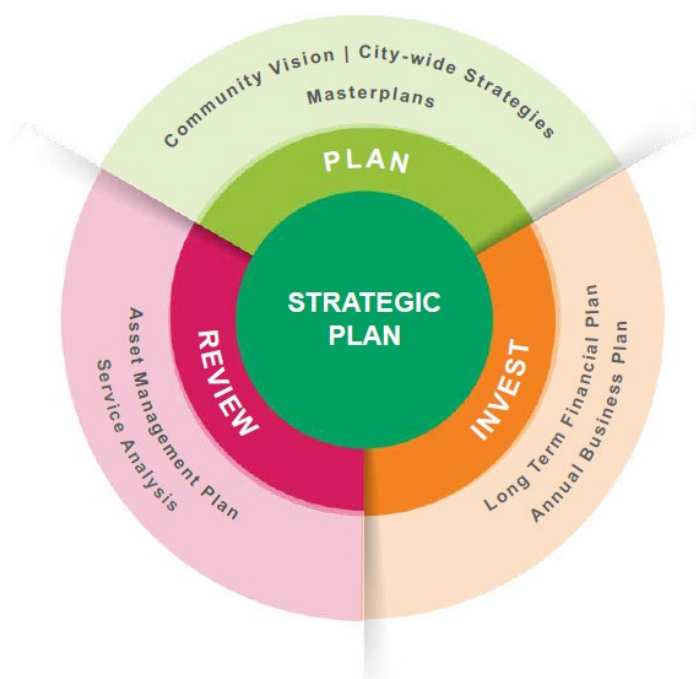 Community Vision | City-wide Strategies
Masterplans
PLAN
STRATEGIC
PLAN
INVEST
Long Term Financial Plan
Annual Business Plan
REVIEW
Asset Management Plan
Service Analysis